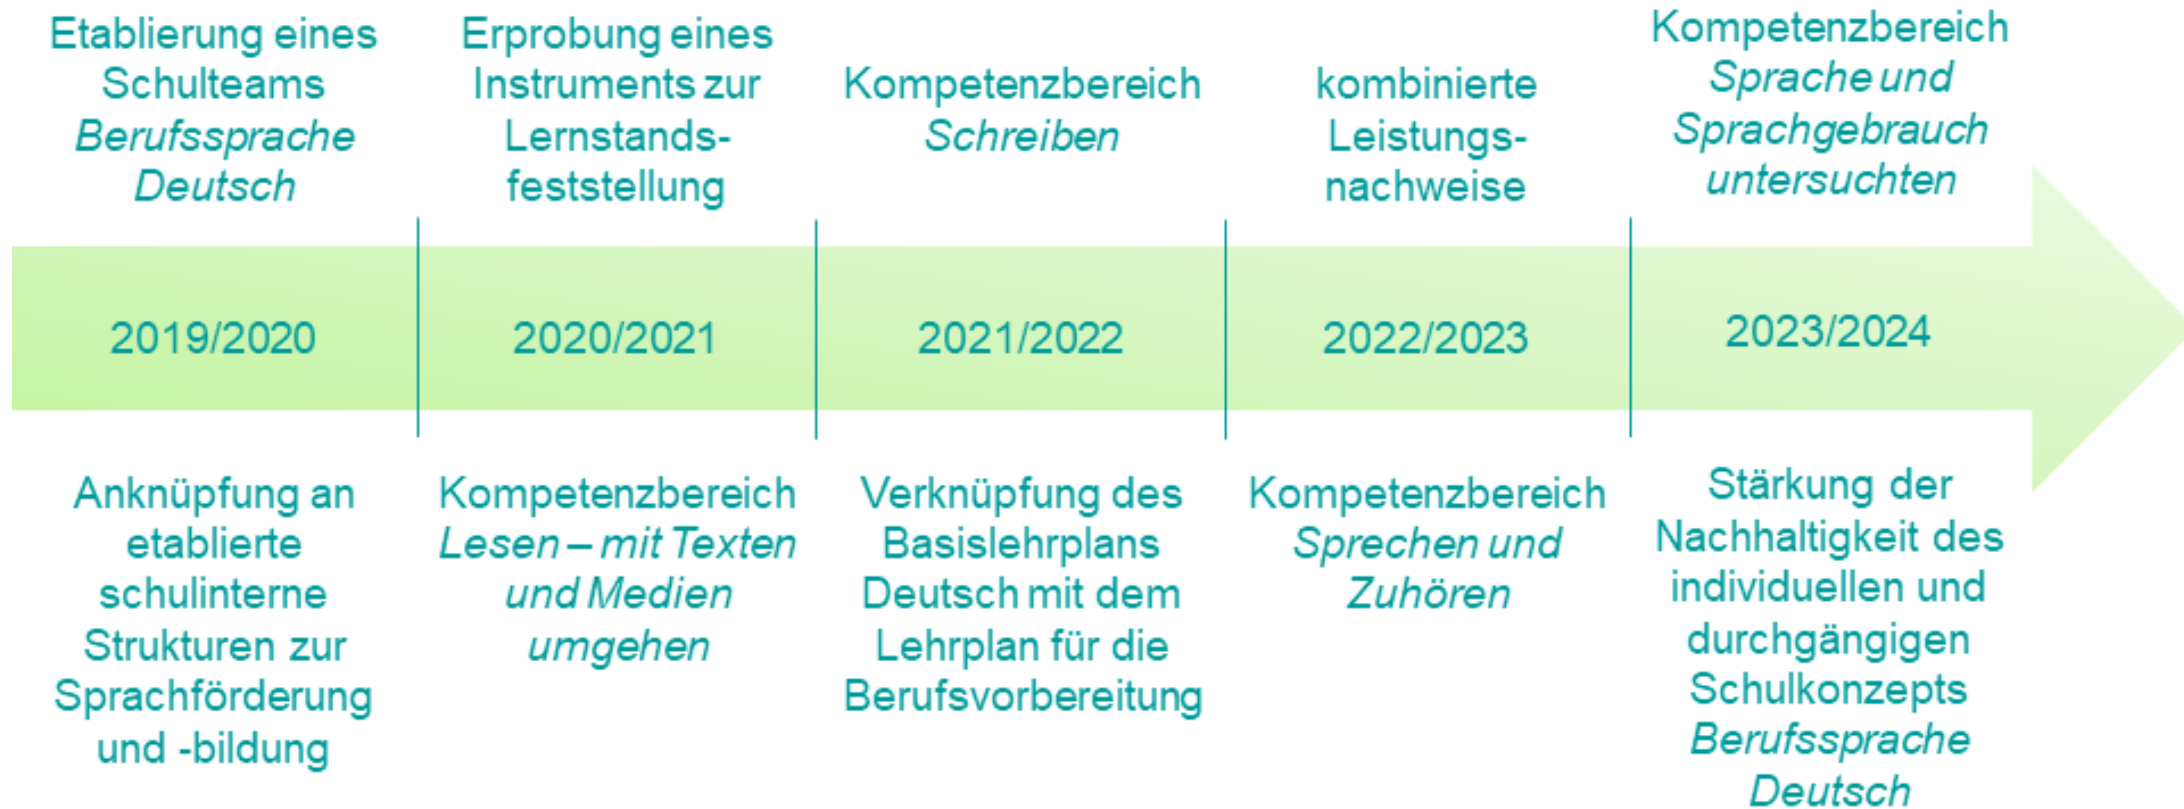 Etablierung eines
Schulteams
Berufssprache
Deutsch
Erprobung eines
Instruments zur
Lernstands-
feststellung
Kompetenzbereich
Schreiben
kombinierte
Leistungs-
nachweise
Kompetenzbereich
Sprache und
Sprachgebrauch
untersuchten
2019/2020
2020/2021
2021/2022
2022/2023
2023/2024
Anknüpfung an
etablierte
schulinterne
Strukturen zur
Sprachförderung
und -bildung
Kompetenzbereich
Lesen – mit Texten
und Medien
umgehen
Verknüpfung des
Basislehrplans
Deutsch mit dem
Lehrplan für die
Berufsvorbereitung
Kompetenzbereich
Sprechen und
Zuhören
Stärkung der
Nachhaltigkeit des
individuellen und
durchgängigen
Schulkonzepts
Berufssprache
Deutsch